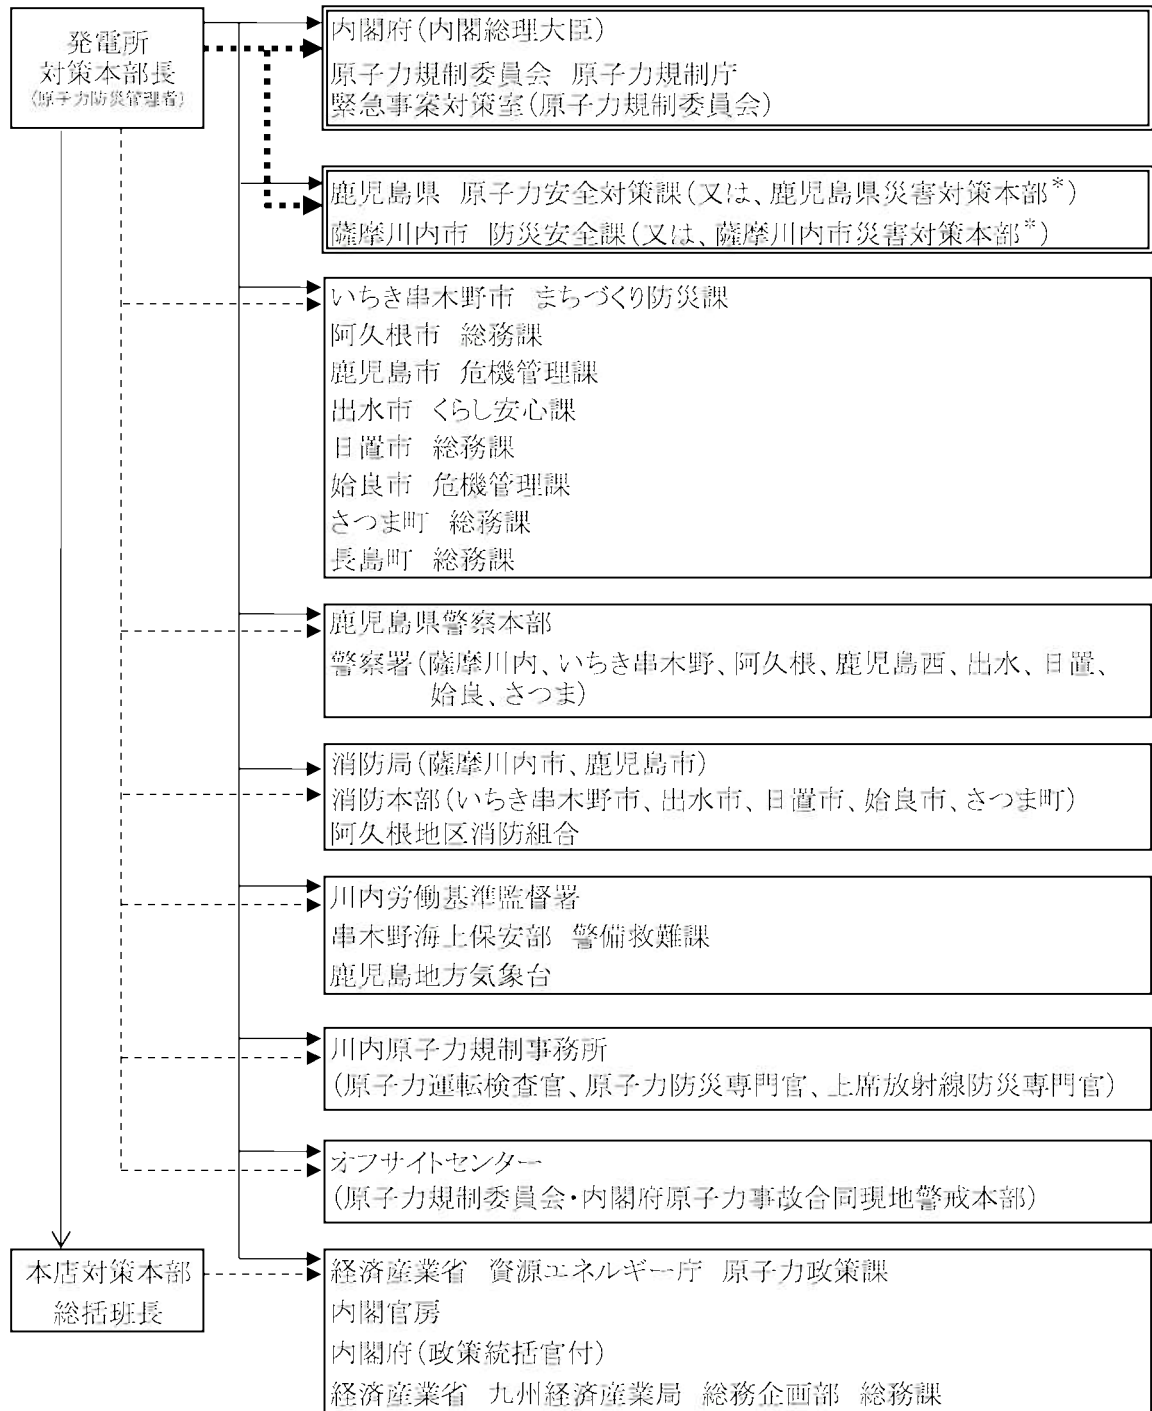 発電所
対策本部長
(原子力防災管理者)
内閣府(内閣総理大臣)
原子力規制委員会 原子力規制庁
緊急事案対策室(原子力規制委員会)
鹿児島県 原子力安全対策課(又は、鹿児島県災害対策本部*)
薩摩川内市 防災安全課(又は、薩摩川内市災害対策本部*)
いちき串木野市 まちづくり防災課
阿久根市 総務課
鹿児島市 危機管理課
出水市 くらし安心課
日置市 総務課
姶良市 危機管理課
さつま町 総務課
長島町 総務課
鹿児島県警察本部
警察署(薩摩川内、いちき串木野、阿久根、鹿児島西、出水、日置、
姶良、さつま)
消防局(薩摩川内市、鹿児島市)
消防本部(いちき串木野市、出水市、日置市、姶良市、さつま町)
阿久根地区消防組合
川内労働基準監督署
串木野海上保安部 警備救難課
鹿児島地方気象台
川内原子力規制事務所
(原子力運転検査官、原子力防災専門官、上席放射線防災専門官)
オフサイトセンター
(原子力規制委員会・内閣府原子力事故合同現地警戒本部)
本店対策本部
総括班長
経済産業省 資源エネルギー庁 原子力政策課
内閣官房
内閣府(政策統括官付)
経済産業省 九州経済産業局 総務企画部 総務課